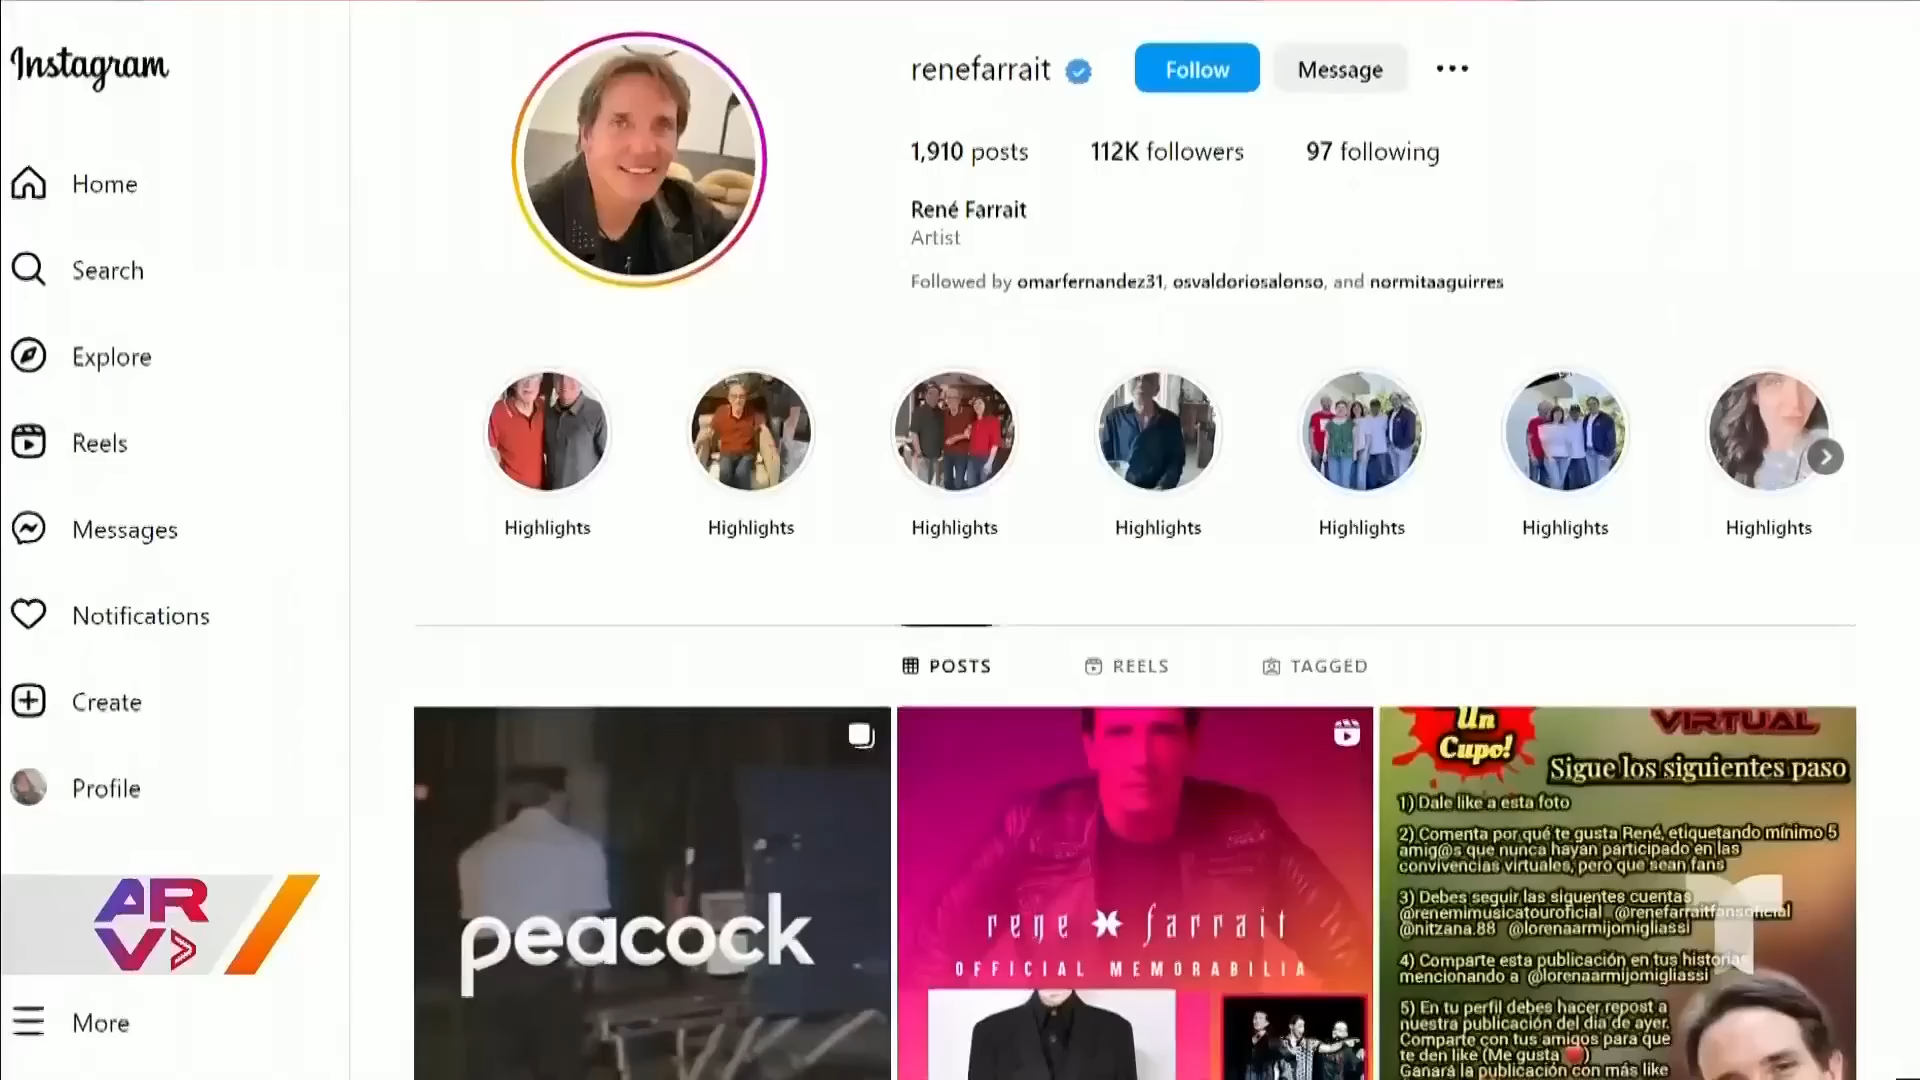 Instagram
Home
Search
Explore
Reels
Messages
Notifications
Create
Profile
ARV
More
renefarrait
Follow
Message
1,910 posts
112K followers
97 following
René Farrait
Artist
Followed by omarfernandez31, osvaldoriosalonso, and normitaaguirres
Highlights
Highlights
Highlights
Highlights
Highlights
Highlights
Highlights
POSTS
REELS
TAGGED
peacock
rene farrait
OFFICIAL MEMORABILIA
Un
Cupo!
VIRTUAL
Sigue los siguientes paso
1) Dale like a esta foto
2) Comenta por qué te gusta René, etiquetando mínimo 5
amig@s que nunca hayan participado en las
convivencias virtuales, pero que sean fans
3) Debes seguir las siguentes cuentas
@renemimusicatouroficial @renefarraitfansoficial
@nitzana.88 @lorenaarmijomigliassi
4) Comparte esta publicación en tus historias
mencionando a @lorenaarmijomigliassi
5) En tu perfil debes hacer repost a
nuestra publicación del dia de ayer.
Comparte con tus amigos para que
te den like (Me gusta ❤)
Ganará la publicación con más like